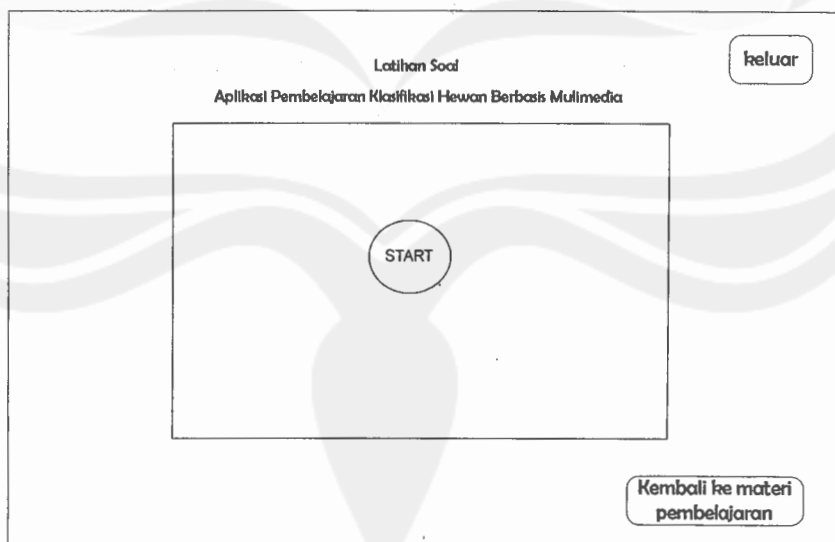 Latihan Soal
keluar
Aplikasi Pembelajaran Klasifikasi Hewan Berbasis Mulimedia
START
Kembali ke materi
pembelajaran